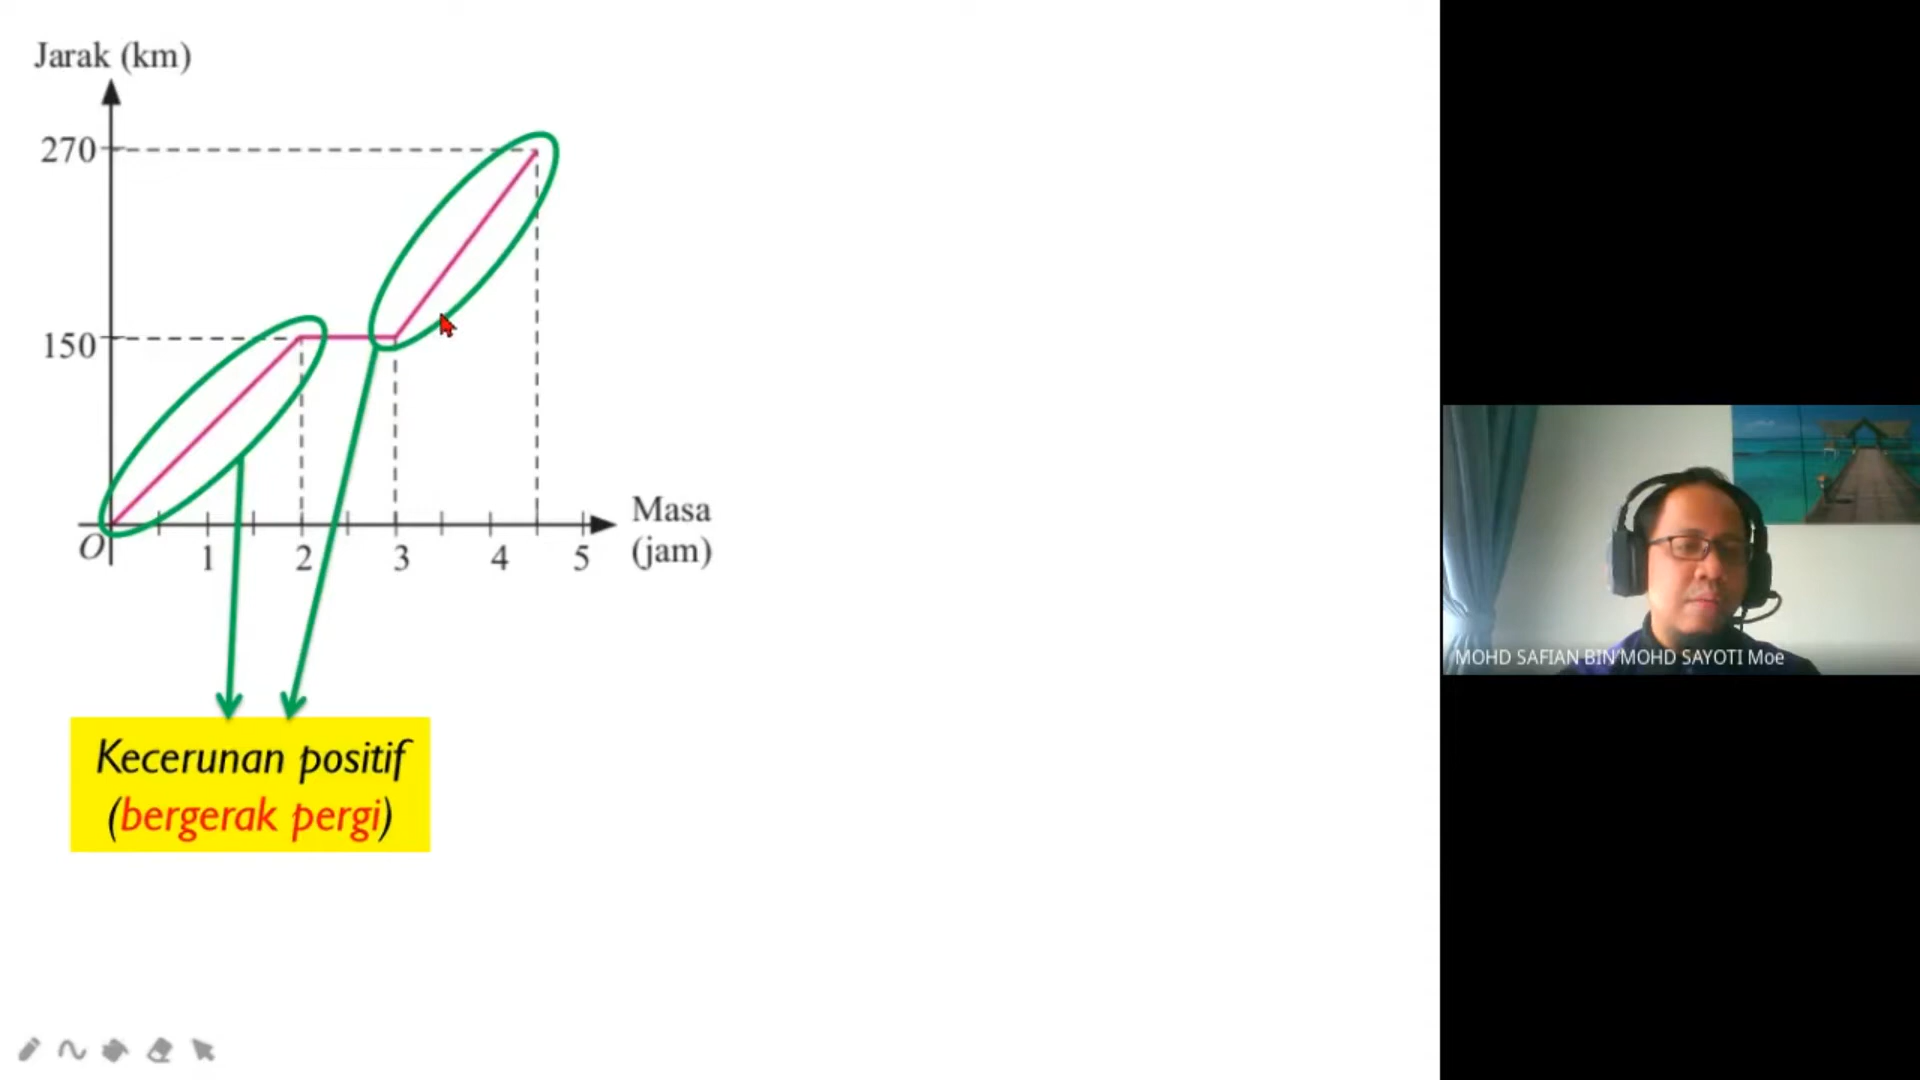 Jarak (km)
270
150
O
1
2
3
4
5
Masa
(jam)
Kecerunan positif
(bergerak pergi)
MOHD SAFIAN BIN MOHD SAYOTI Moe